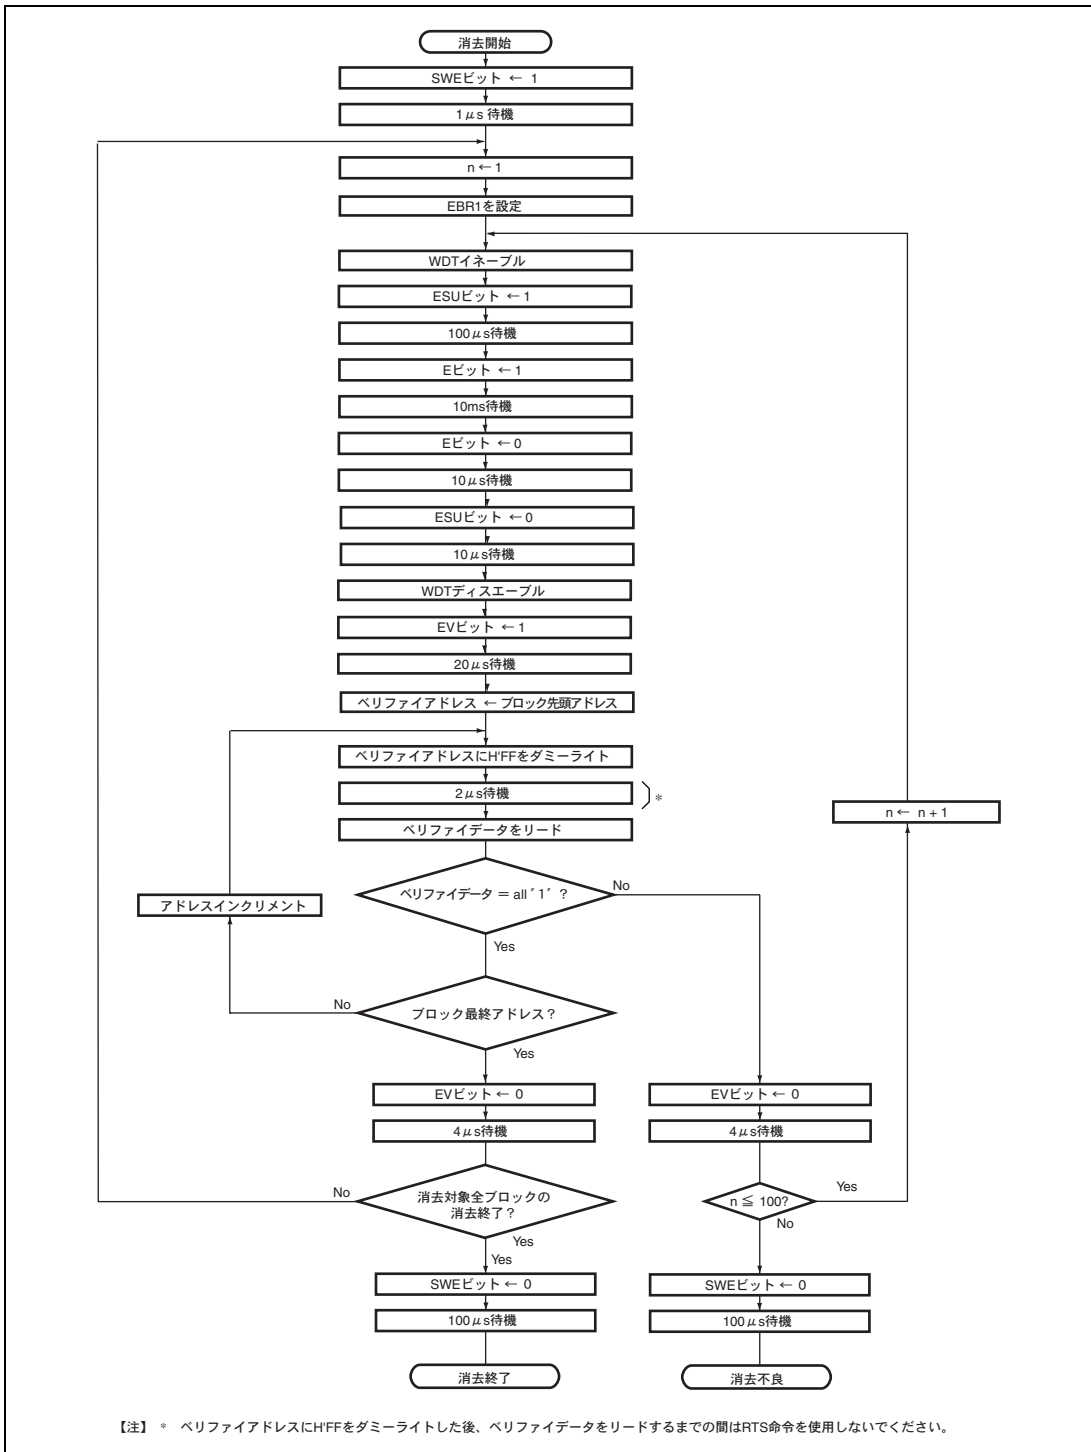 消去開始
SWEビット ← 1
1μs 待機
n ← 1
EBR1を設定
WDTイネーブル
ESUビット ← 1
100μs待機
Eビット ← 1
10ms待機
Eビット ← 0
10μs待機
ESUビット ← 0
10μs待機
WDTディスエーブル
EVビット ← 1
20μs待機
ベリファイアドレス ← ブロック先頭アドレス
ベリファイアドレスにH'FFをダミーライト
2μs待機
*
n ← n + 1
ベリファイデータをリード
ベリファイデータ = all "1" ?
No
アドレスインクリメント
Yes
No
ブロック最終アドレス?
Yes
EVビット ← 0
EVビット ← 0
4μs待機
4μs待機
No
消去対象全ブロックの
消去終了?
n ≦ 100?
Yes
No
Yes
Yes
SWEビット ← 0
SWEビット ← 0
100μs待機
100μs待機
消去終了
消去不良
【注】 * ベリファイアドレスにH'FFをダミーライトした後、ベリファイデータをリードするまでの間はRTS命令を使用しないでください。